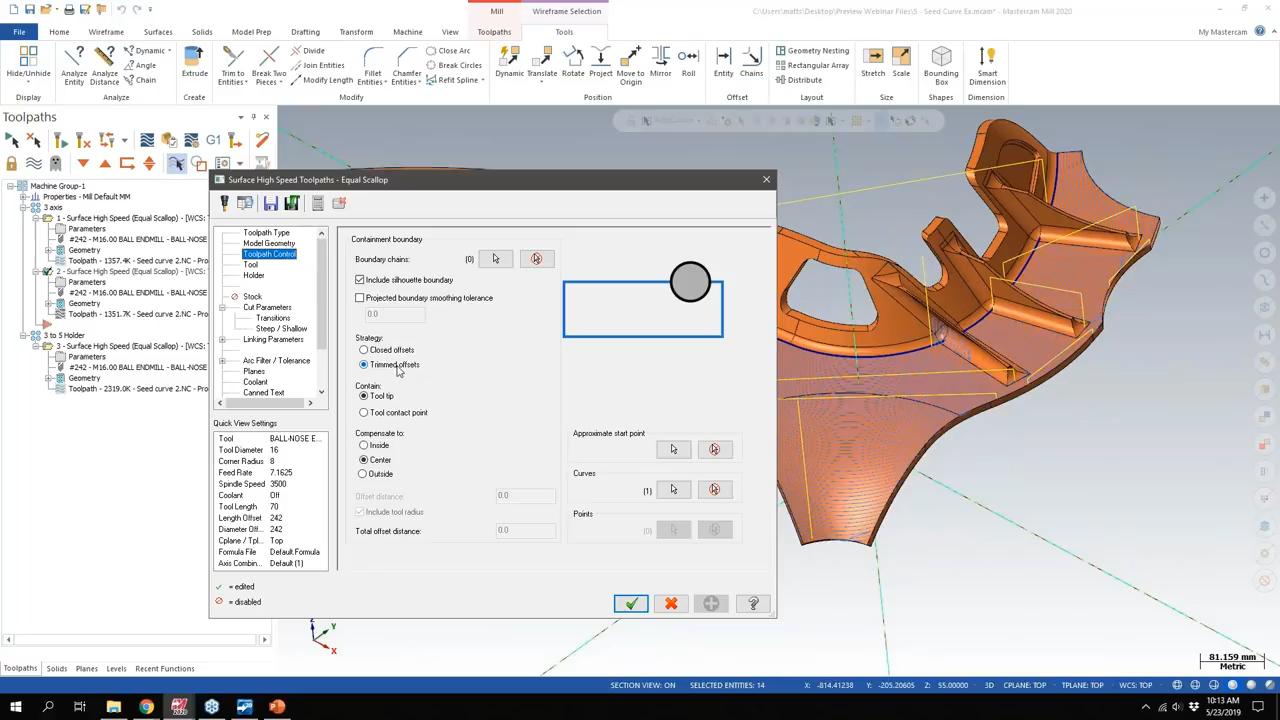 Mill
Wireframe Selection
C:\Users\matts\Desktop\Preview Webinar Files\5 - Seed Curve Ex.mcam* - Mastercam Mill 2020
File Home Wireframe Surfaces Solids Model Prep Drafting Transform Machine View Toolpaths Tools My Mastercam
Hide/Unhide
Display
Analyze Entity
Analyze Distance
Dynamic
Angle
Chain
Analyze
Extrude
Create
Trim to Entities
Break Two Pieces
Divide
Join Entities
Modify Length
Fillet Entities
Chamfer Entities
Close Arc
Break Circles
Refit Spline
Modify
Dynamic
Translate
Rotate
Project
Move to Origin
Mirror
Roll
Position
Entity
Chains
Offset
Geometry Nesting
Rectangular Array
Distribute
Layout
Stretch
Scale
Size
Bounding Box
Shapes
Smart Dimension
Dimension
Toolpaths
G1
Machine Group-1
Properties - Mill Default MM
3 axis
1 - Surface High Speed (Equal Scallop) - [WCS:
Parameters
#242 - M16.00 BALL ENDMILL - BALL-NOSE
Geometry
Toolpath - 1357.4K - Seed curve 2.NC - Pro
2 - Surface High Speed (Equal Scallop) - [WCS:
Parameters
#242 - M16.00 BALL ENDMILL - BALL-NOSE
Geometry
Toolpath - 1351.7K - Seed curve 2.NC - Pro
3 to 5 Holder
3 - Surface High Speed (Equal Scallop) - [WCS:
Parameters
#242 - M16.00 BALL ENDMILL - BALL-NOSE
Geometry
Toolpath - 2319.0K - Seed curve 2.NC - Pro
Surface High Speed Toolpaths - Equal Scallop
Toolpath Type
Model Geometry
Toolpath Control
Tool
Holder
Stock
Cut Parameters
Transitions
Steep / Shallow
Linking Parameters
Arc Filter / Tolerance
Planes
Coolant
Canned Text
Quick View Settings
Tool BALL-NOSE E...
Tool Diameter 16
Corner Radius 8
Feed Rate 7.1625
Spindle Speed 3500
Coolant Off
Tool Length 70
Length Offset 242
Diameter Off... 242
Cplane / Tpl... Top
Formula File Default.Formula
Axis Combin... Default (1)
= edited
= disabled
Containment boundary
Boundary chains: (0)
Include silhouette boundary
Projected boundary smoothing tolerance
0.0
Strategy:
Closed offsets
Trimmed offsets
Contain:
Tool tip
Tool contact point
Compensate to:
Inside
Center
Outside
Offset distance: 0.0
Include tool radius
Total offset distance: 0.0
Approximate start point
Curves
(1)
Points
(0)
Z
Y
X
81.159 mm
Metric
Toolpaths Solids Planes Levels Recent Functions
SECTION VIEW: ON SELECTED ENTITIES: 14 X: -814.41238 Y: -205.20605 Z: 55.00000 3D CPLANE: TOP TPLANE: TOP WCS: TOP
10:13 AM
5/23/2019